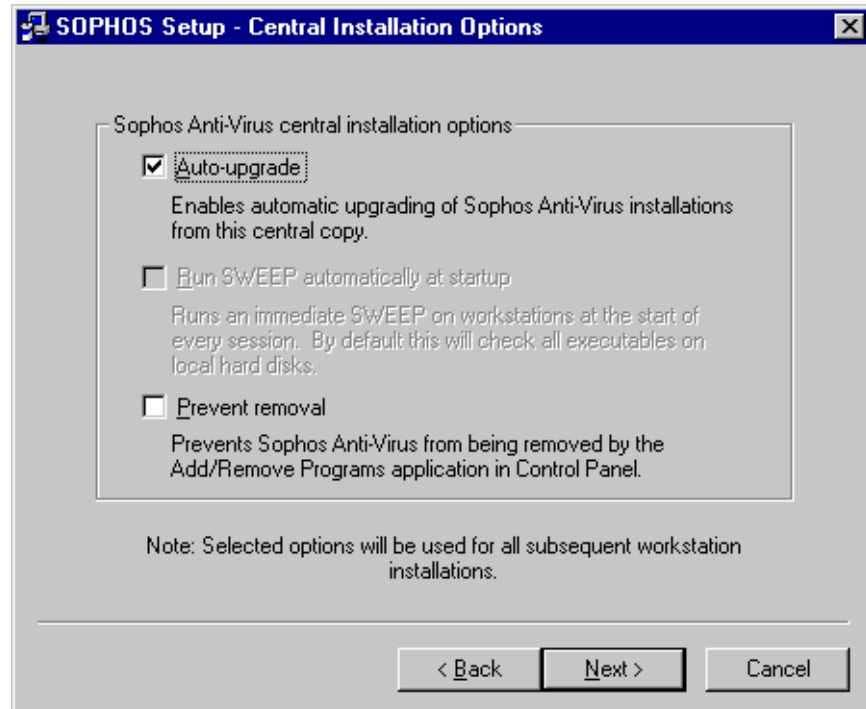 SOPHOS Setup - Central Installation Options
Sophos Anti-Virus central installation options
Auto-upgrade
Enables automatic upgrading of Sophos Anti-Virus installations
from this central copy.
Run SWEEP automatically at startup
Runs an immediate SWEEP on workstations at the start of
every session.  By default this will check all executables on
local hard disks.
Prevent removal
Prevents Sophos Anti-Virus from being removed by the
Add/Remove Programs application in Control Panel.
Note: Selected options will be used for all subsequent workstation
installations.
< Back
Next >
Cancel